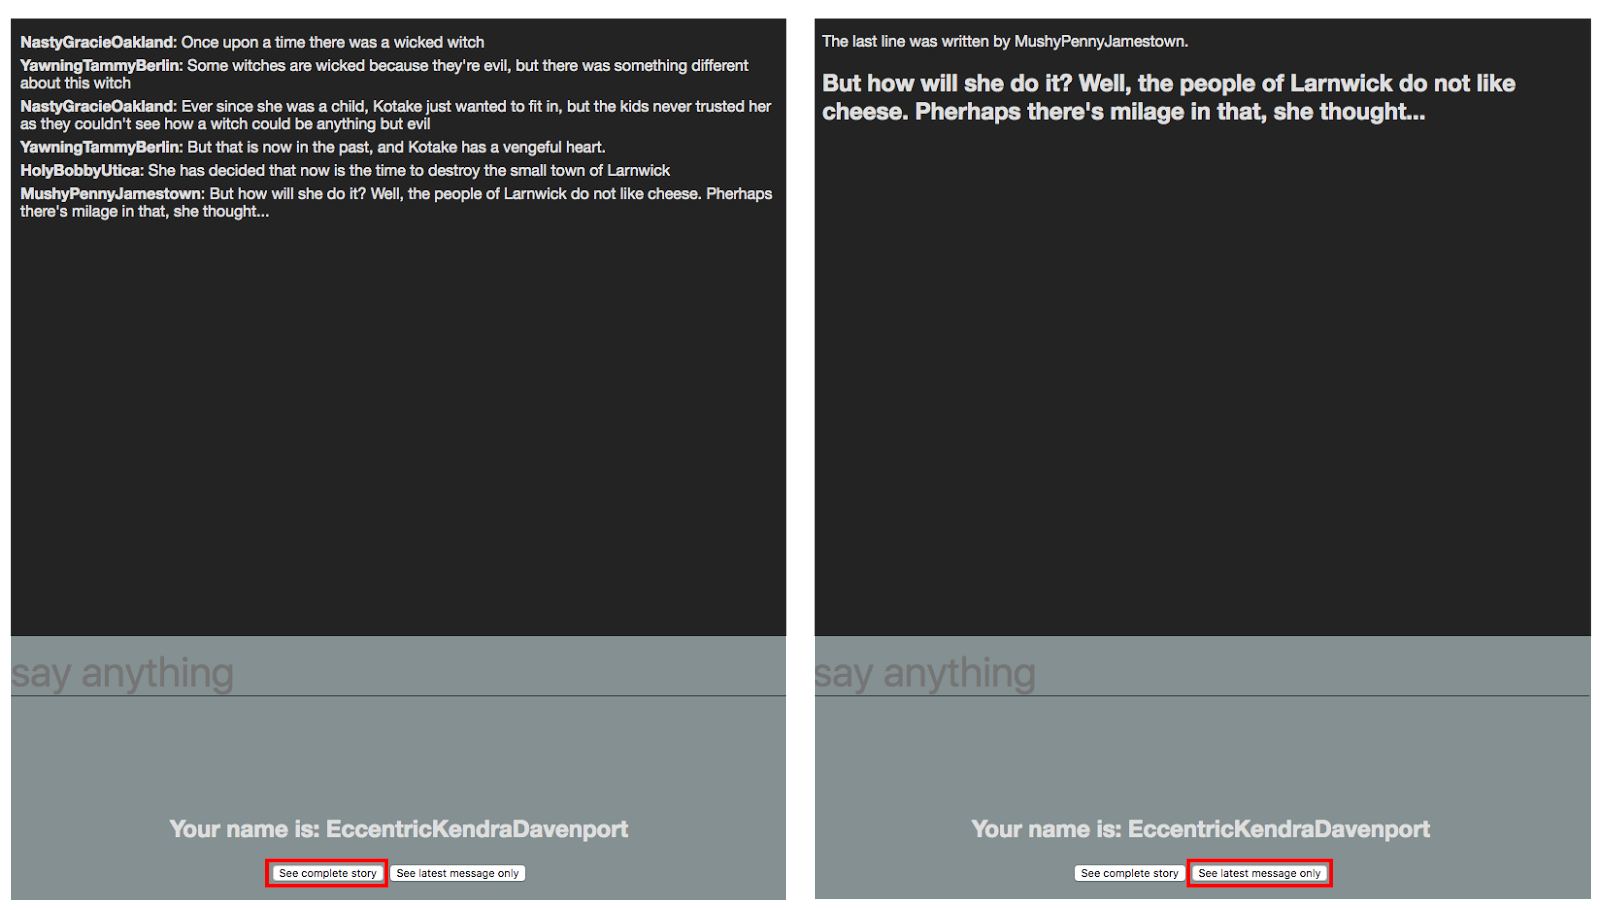 NastyGracieOakland: Once upon a time there was a wicked witch
YawningTammyBerlin: Some witches are wicked because they're evil, but there was something different
about this witch
NastyGracieOakland: Ever since she was a child, Kotake just wanted to fit in, but the kids never trusted her
as they couldn't see how a witch could be anything but evil
YawningTammyBerlin: But that is now in the past, and Kotake has a vengeful heart.
HolyBobbyUtica: She has decided that now is the time to destroy the small town of Larnwick
MushyPennyJamestown: But how will she do it? Well, the people of Larnwick do not like cheese. Pherhaps
there's milage in that, she thought...
say anything
Your name is: EccentricKendraDavenport
See complete story See latest message only
The last line was written by MushyPennyJamestown.
But how will she do it? Well, the people of Larnwick do not like
cheese. Pherhaps there's milage in that, she thought...
say anything
Your name is: EccentricKendraDavenport
See complete story See latest message only